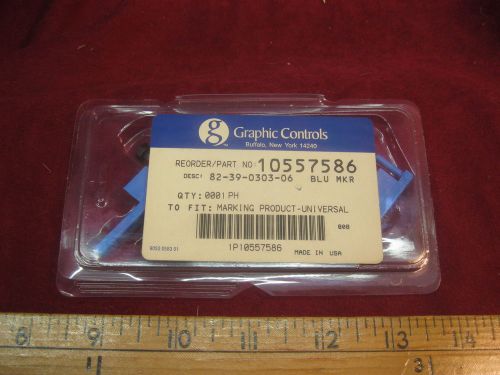 g
Graphic Controls
Buffalo, New York 14240
REORDER/PART NO: 10557586
DESC: 82-39-0303-06 BLU MKR
QTY: 0001 PH
TO FIT: MARKING PRODUCT-UNIVERSAL
1P10557586
MADE IN USA
8 9 10 11 12 13 14